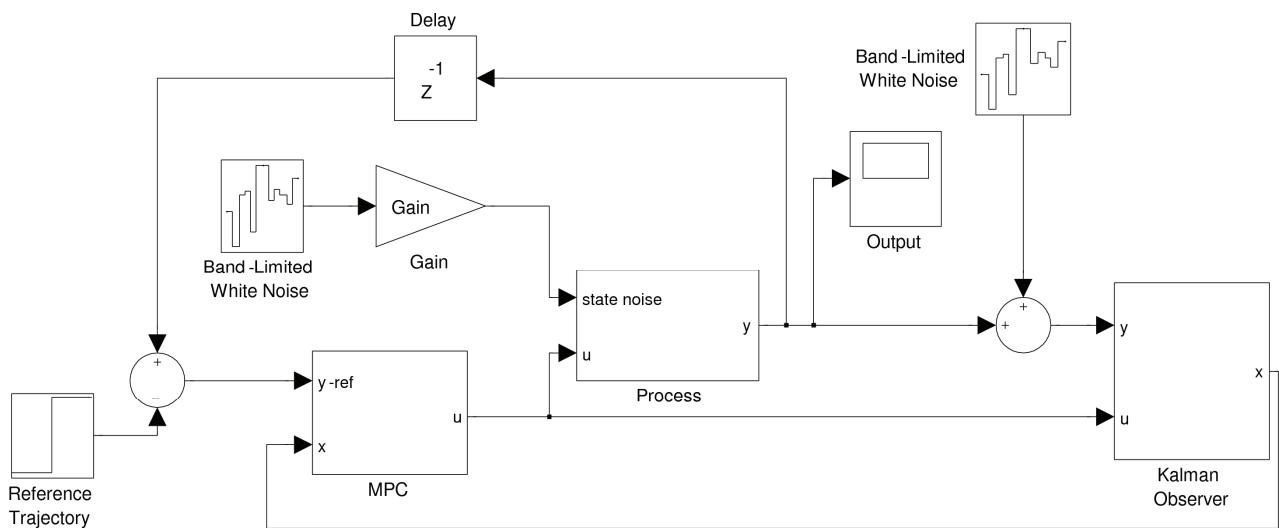 Delay
-1
Z
Band-Limited
White Noise
Gain
Gain
Band-Limited
White Noise
Output
state noise
y
u
Process
+
+
+
−
y
u
x
Kalman
Observer
y-ref
x
u
MPC
Reference
Trajectory